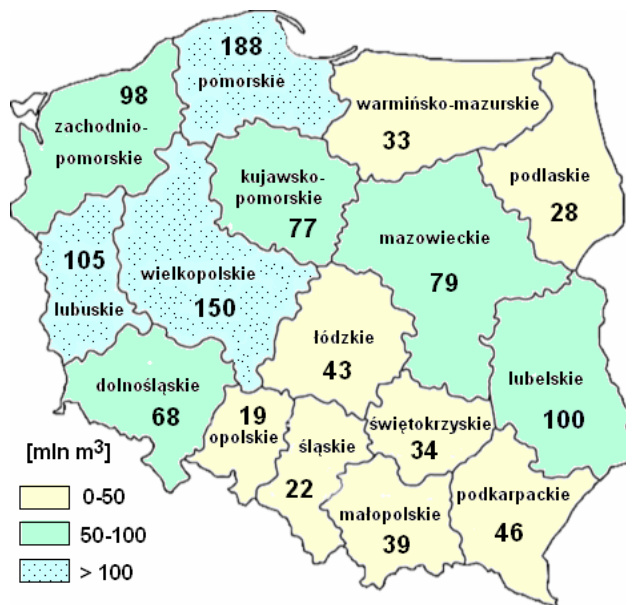 188
pomorskie
98
zachodnio-
pomorskie
warmińsko-mazurskie
33
podlaskie
28
kujawsko-
pomorskie
77
mazowieckie
79
105
lubuskie
wielkopolskie
150
łódzkie
43
lubelskie
100
dolnośląskie
68
19
opolskie
śląskie
22
świętokrzyskie
34
małopolskie
39
podkarpackie
46
[mln m³]
0-50
50-100
> 100